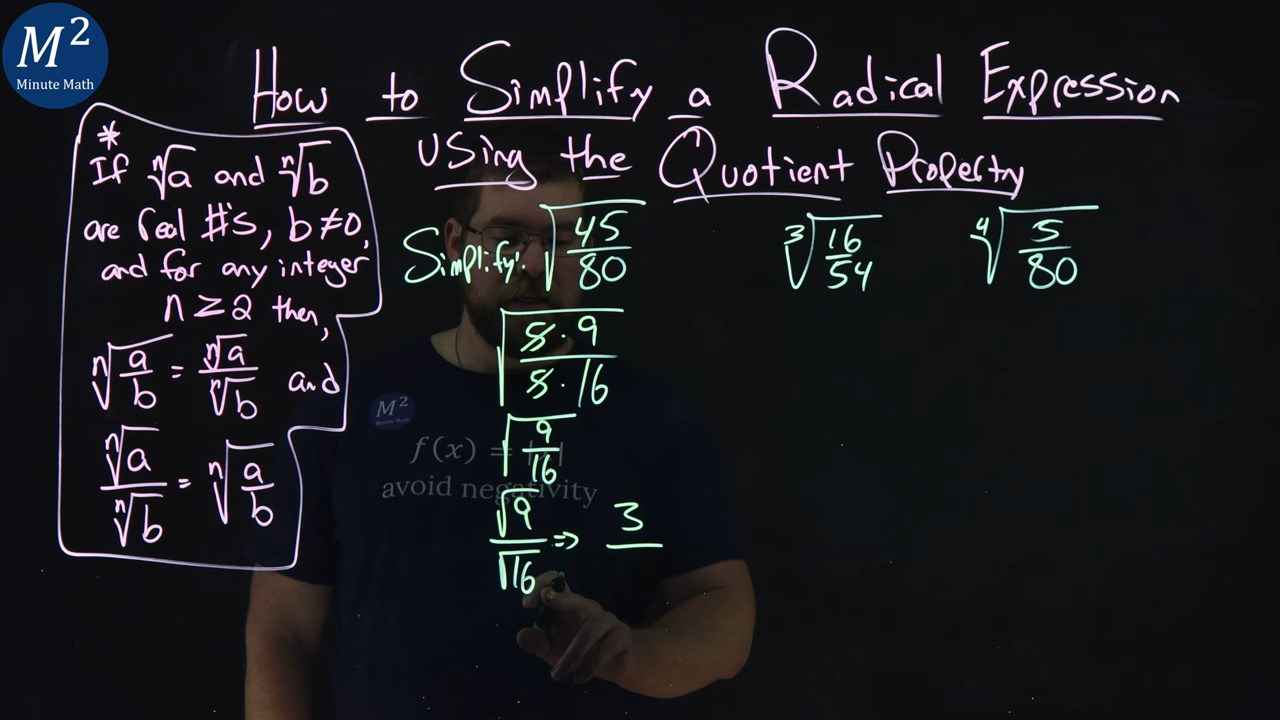 M²
Minute Math
How to Simplify a Radical Expression
using the Quotient Property
*
If ⁿ√a and ⁿ√b
are real #'s, b≠0,
and for any integer
n ≥ 2 then,
ⁿ√(a/b) = ⁿ√a/ⁿ√b and
ⁿ√a/ⁿ√b = ⁿ√(a/b)
Simplify: √(45/80)
√(5·9/5·16)
√(9/16)
√9/√16 => 3/
³√(16/54)
⁴√(5/80)
M²
Minute Math
f(x) = | |
avoid negativity